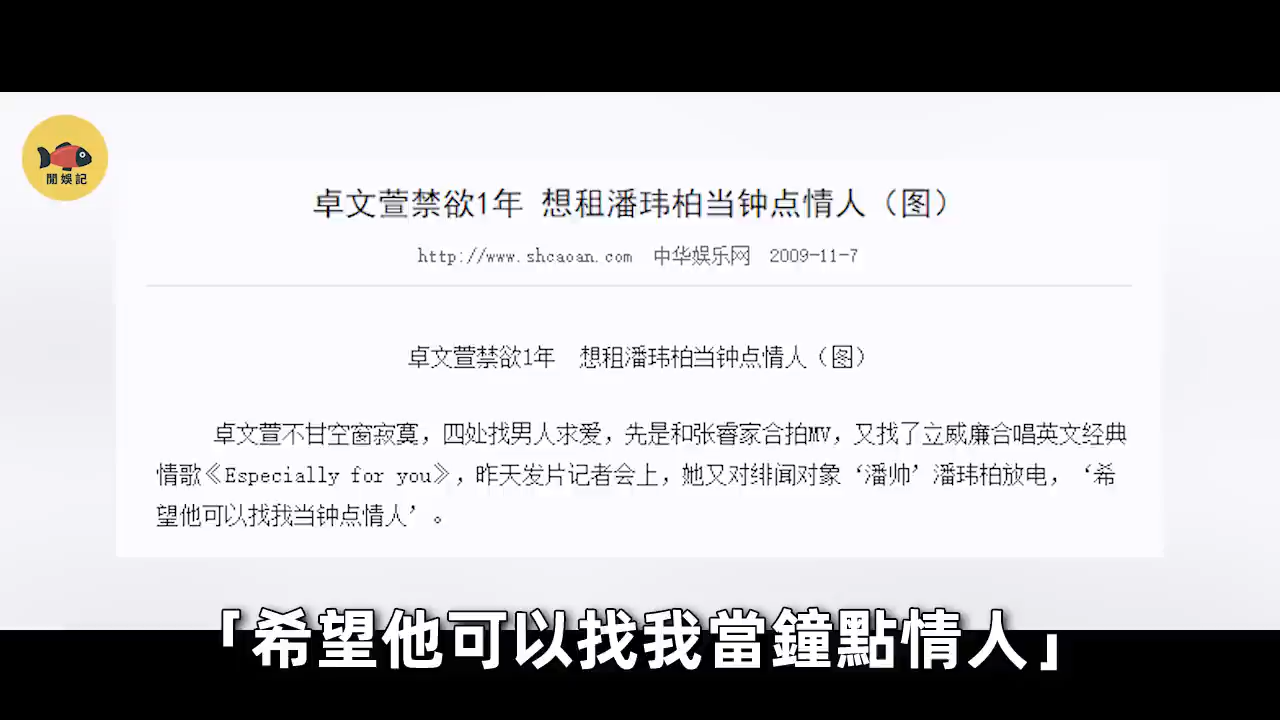 閒娛記
卓文萱禁欲1年 想租潘玮柏当钟点情人（图）
http://www.shcaoan.com 中华娱乐网 2009-11-7
卓文萱禁欲1年 想租潘玮柏当钟点情人（图）
卓文萱不甘空窗寂寞，四处找男人求爱，先是和张睿家合拍MV，又找了立威廉合唱英文经典
情歌《Especially for you》，昨天发片记者会上，她又对绯闻对象‘潘帅’潘玮柏放电，‘希
望他可以找我当钟点情人’。
「希望他可以找我當鐘點情人」